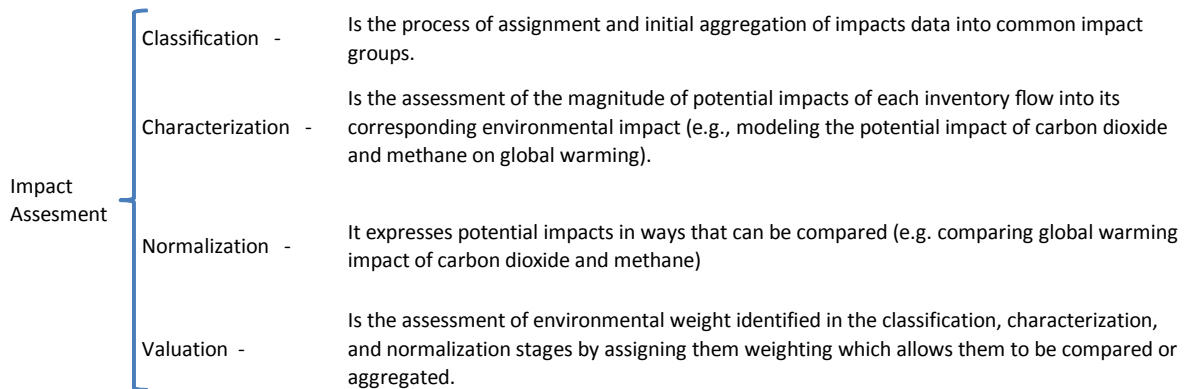 Classification -
Is the process of assignment and initial aggregation of impacts data into common impact
groups.
Characterization -
Is the assessment of the magnitude of potential impacts of each inventory flow into its
corresponding environmental impact (e.g., modeling the potential impact of carbon dioxide
and methane on global warming).
Impact
Assesment
Normalization -
It expresses potential impacts in ways that can be compared (e.g. comparing global warming
impact of carbon dioxide and methane)
Valuation -
Is the assessment of environmental weight identified in the classification, characterization,
and normalization stages by assigning them weighting which allows them to be compared or
aggregated.